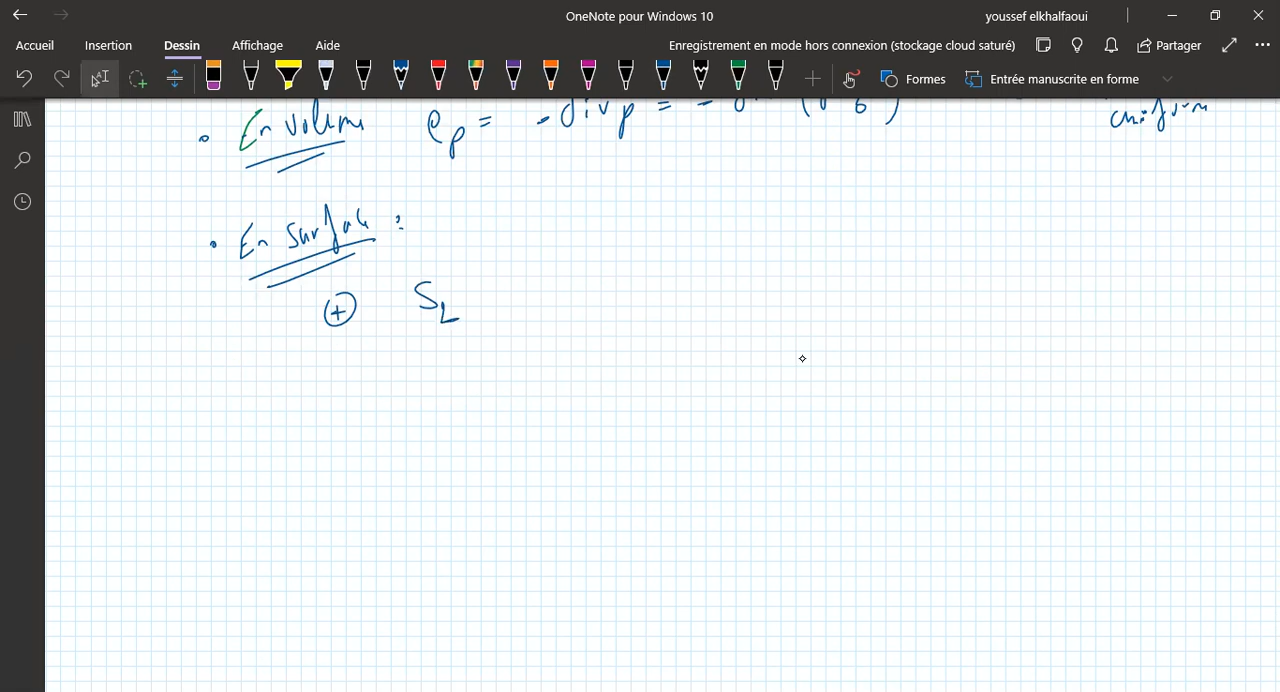 OneNote pour Windows 10
youssef elkhalfaoui
Accueil Insertion Dessin Affichage Aide
Enregistrement en mode hors connexion (stockage cloud saturé)
Partager
Formes
Entrée manuscrite en forme
• En volume ρp = - div p = -
• En surface :
⊕ SL